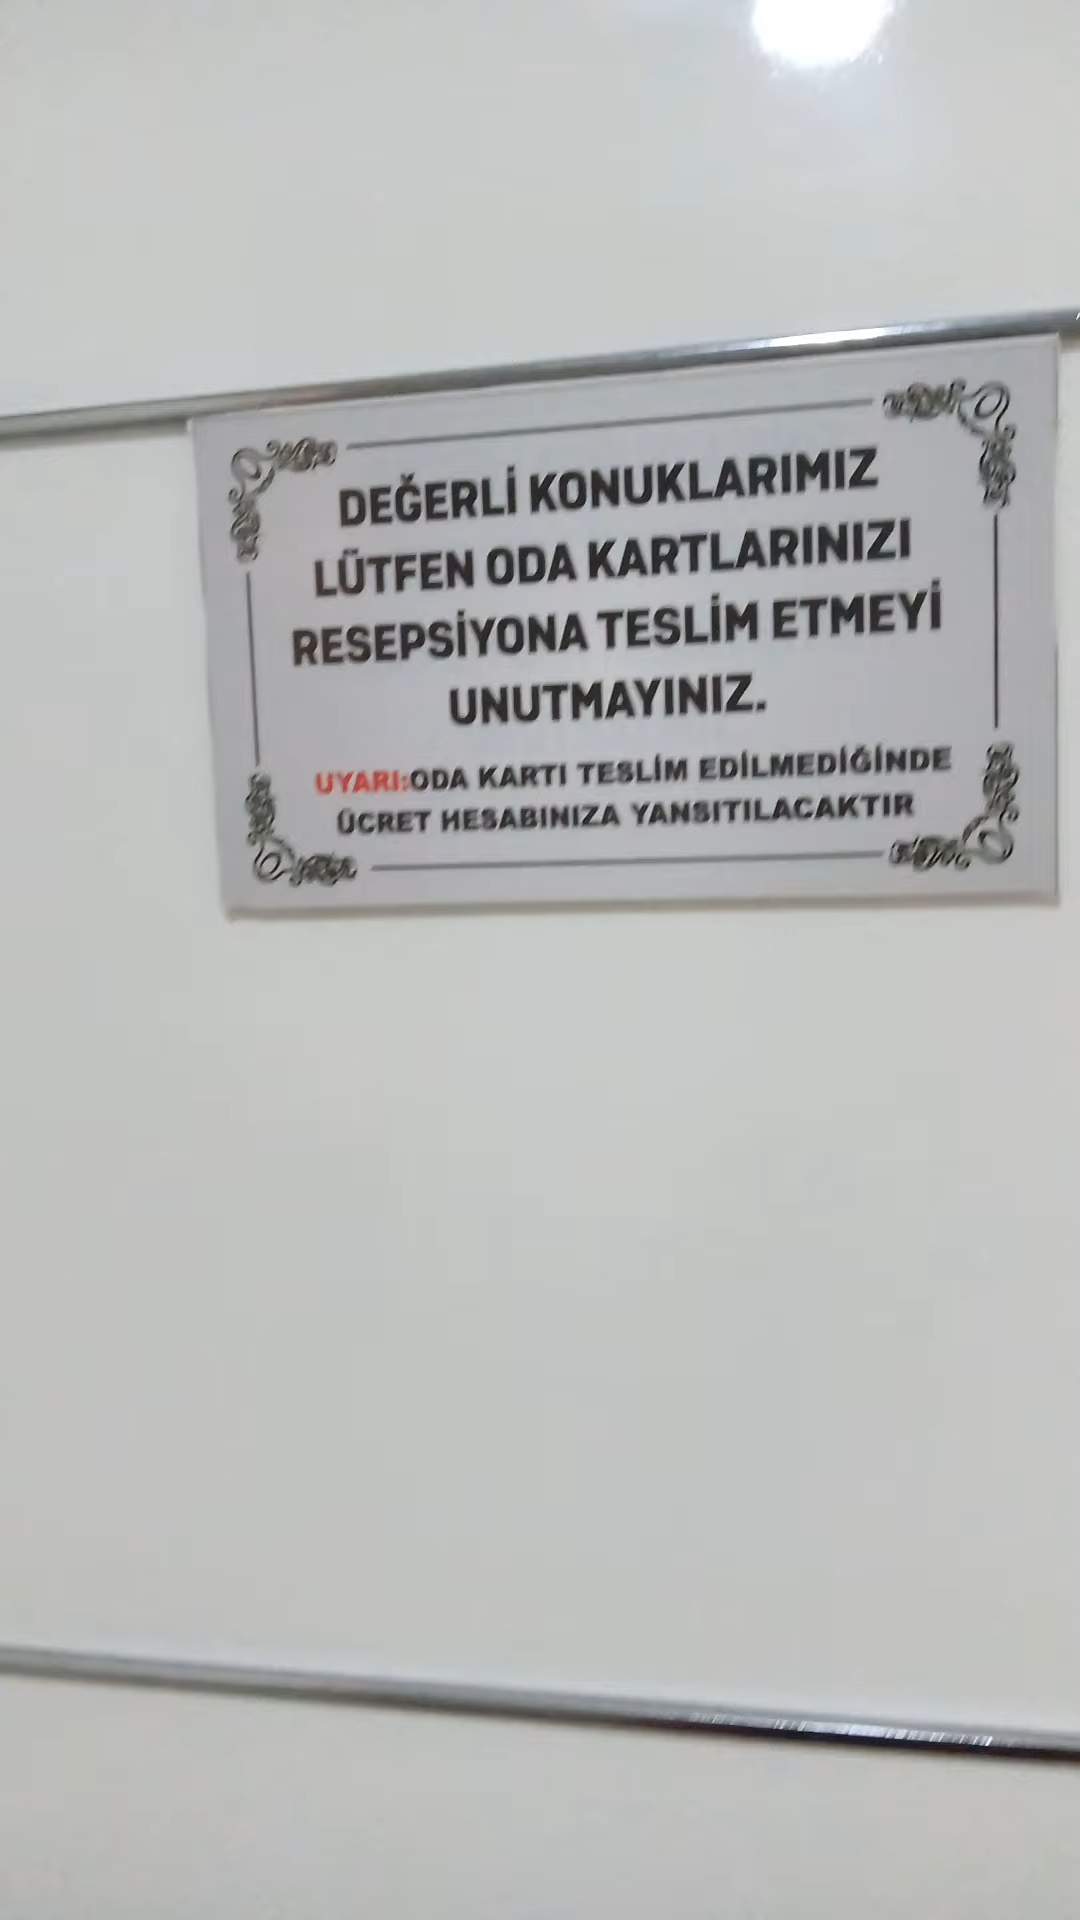 DEĞERLİ KONUKLARIMIZ
LÜTFEN ODA KARTLARINIZI
RESEPSİYONA TESLİM ETMEYİ
UNUTMAYINIZ.
UYARI:ODA KARTI TESLİM EDİLMEDİĞİNDE
ÜCRET HESABINIZA YANSITILACAKTIR